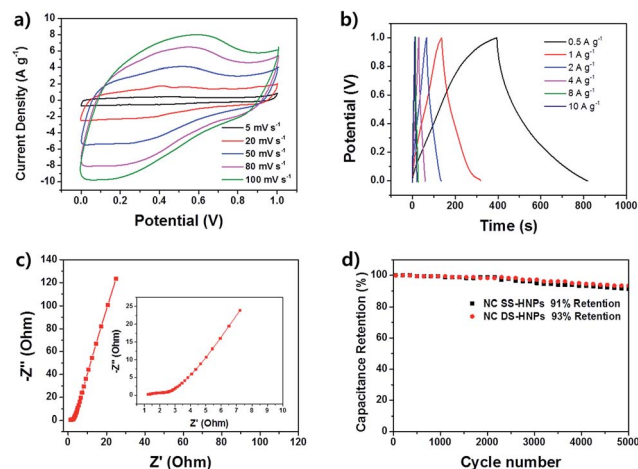 a)
Current Density (A g⁻¹)
10
8
6
4
2
0
-2
-4
-6
-8
-10
5 mV s⁻¹
20 mV s⁻¹
50 mV s⁻¹
80 mV s⁻¹
100 mV s⁻¹
0.0 0.2 0.4 0.6 0.8 1.0
Potential (V)
b)
Potential (V)
1.0
0.8
0.6
0.4
0.2
0.0
0.5 A g⁻¹
1 A g⁻¹
2 A g⁻¹
4 A g⁻¹
8 A g⁻¹
10 A g⁻¹
0 200 400 600 800 1000
Time (s)
c)
-Z'' (Ohm)
140
120
100
80
60
40
20
0
0 20 40 60 80 100 120
Z' (Ohm)
-Z'' (Ohm)
25
20
15
10
5
0
0 1 2 3 4 5 6 7 8 9 10
Z' (Ohm)
d)
Capacitance Retention (%)
100
80
60
40
20
0
NC SS-HNPs 91% Retention
NC DS-HNPs 93% Retention
0 1000 2000 3000 4000 5000
Cycle number